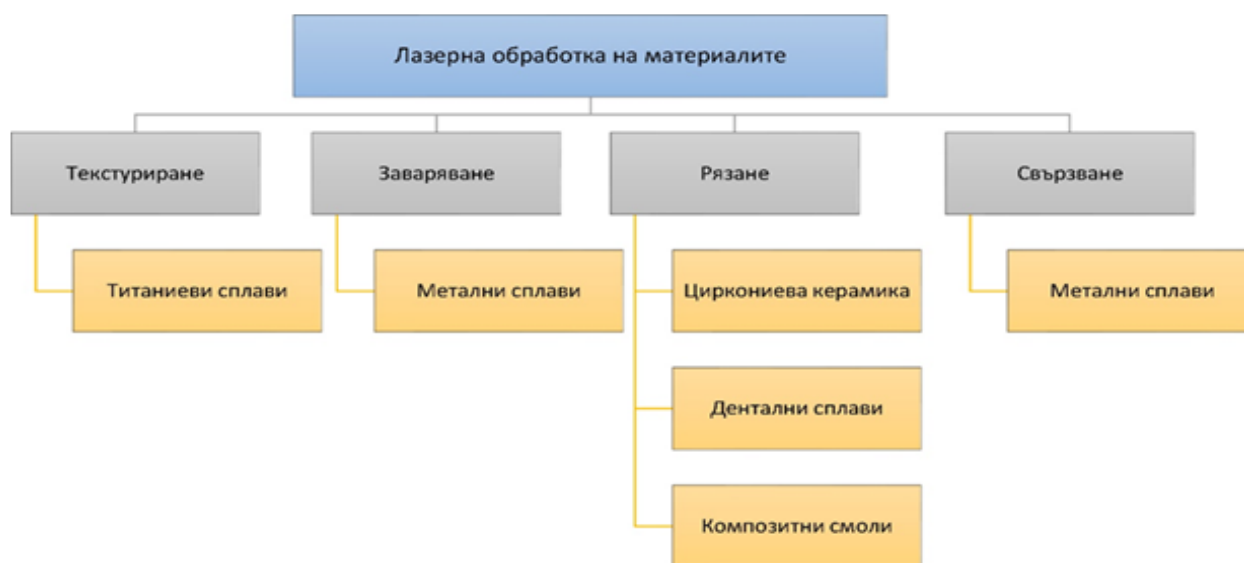 Лазерна обработка на материалите
Текстуриране
Заваряване
Рязане
Свързване
Титаниеви сплави
Метални сплави
Циркониева керамика
Метални сплави
Дентални сплави
Композитни смоли